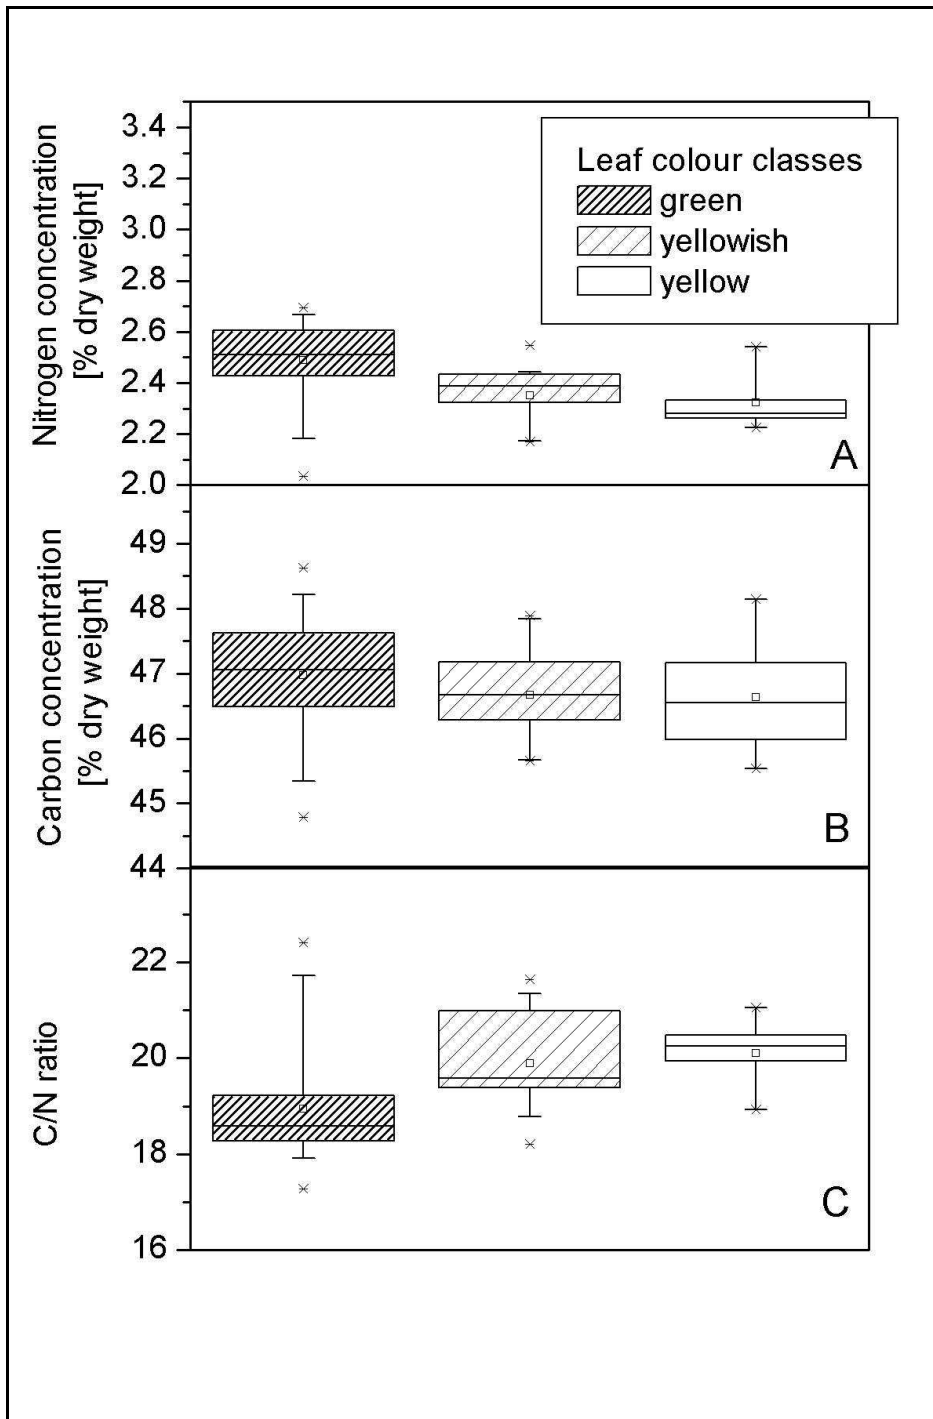 Nitrogen concentration
[% dry weight]
3.4
3.2
3.0
2.8
2.6
2.4
2.2
2.0
Leaf colour classes
green
yellowish
yellow
A
Carbon concentration
[% dry weight]
49
48
47
46
45
44
B
C/N ratio
22
20
18
16
C